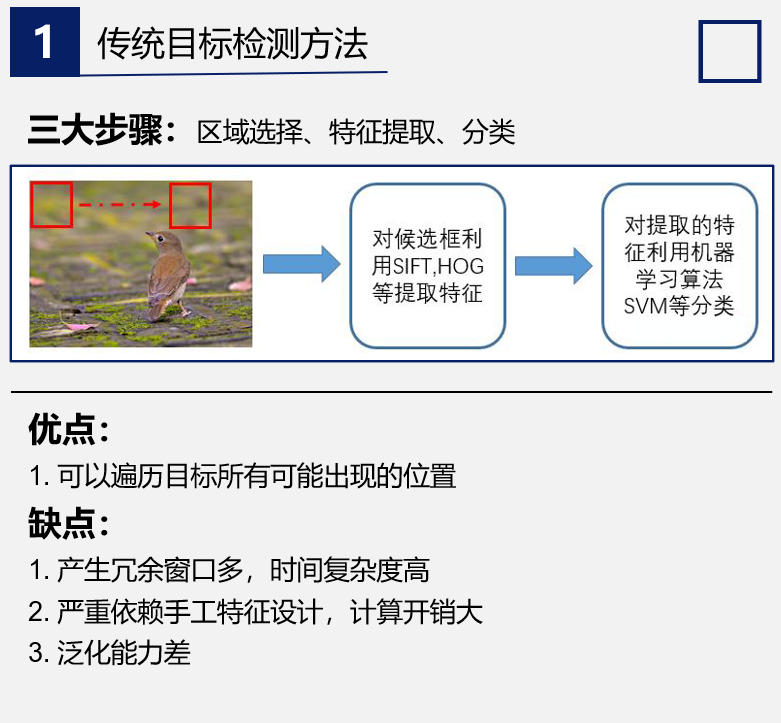 1 传统目标检测方法
三大步骤：区域选择、特征提取、分类
对候选框利
用SIFT,HOG
等提取特征
对提取的特
征利用机器
学习算法
SVM等分类
优点：
1. 可以遍历目标所有可能出现的位置
缺点：
1. 产生冗余窗口多，时间复杂度高
2. 严重依赖手工特征设计，计算开销大
3. 泛化能力差